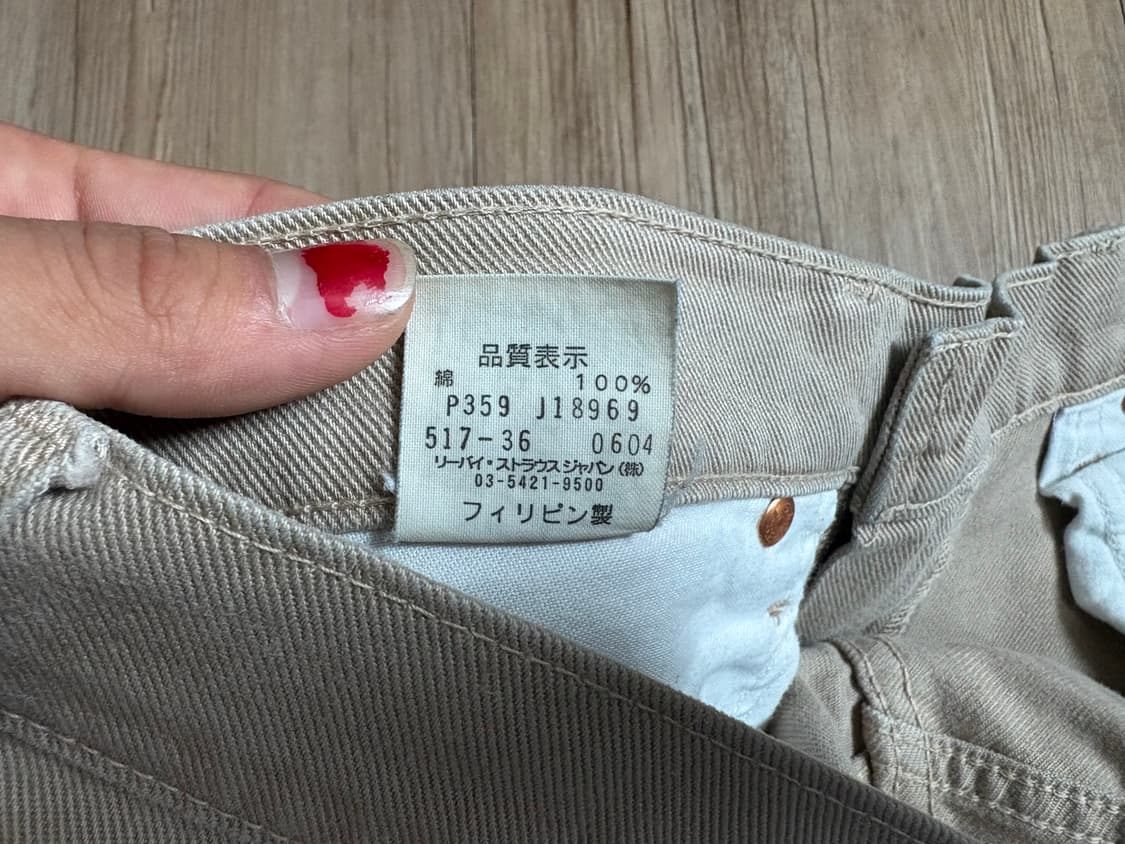 品質表示
綿 100%
P359 J18969
517-36 0604
リーバイ・ストラウスジャパン(株)
03-5421-9500
フィリピン製